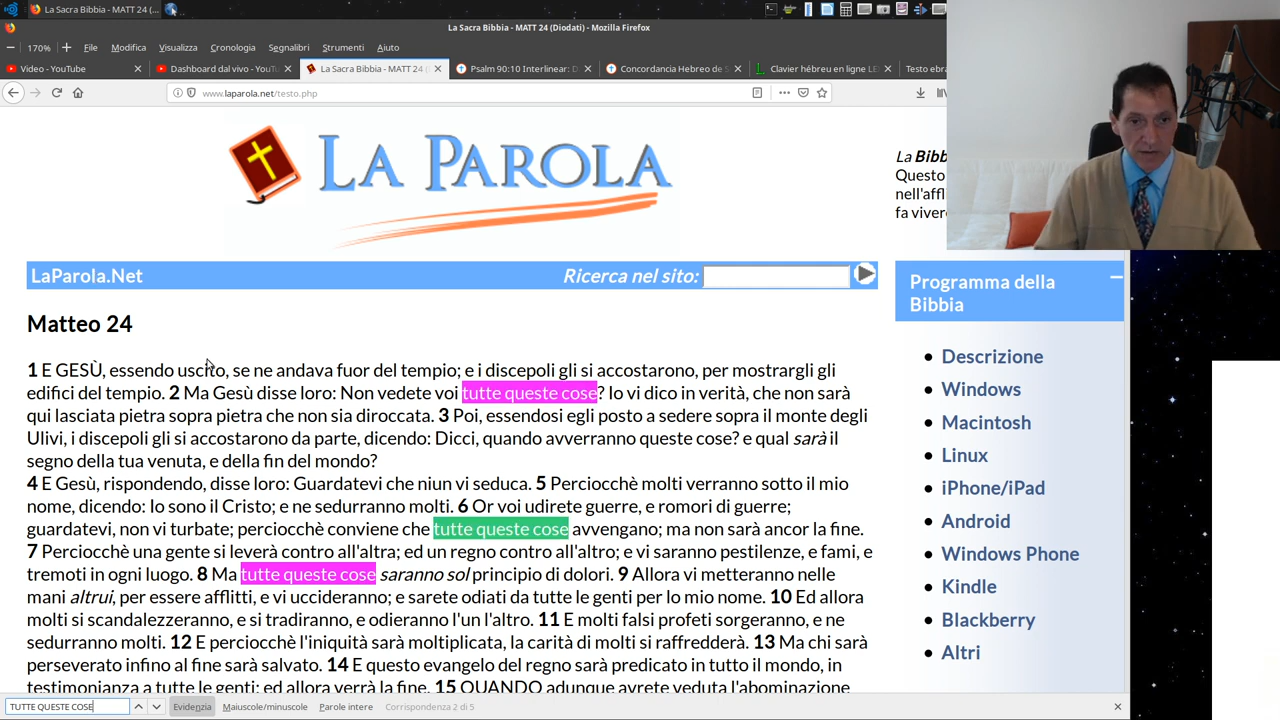 La Sacra Bibbia - MATT 24 (...
La Sacra Bibbia - MATT 24 (Diodati) - Mozilla Firefox
170% File Modifica Visualizza Cronologia Segnalibri Strumenti Aiuto
Video - YouTube Dashboard dal vivo - YouTu La Sacra Bibbia - MATT 24 ( Psalm 90:10 Interlinear: D Concordancia Hebreo de S Clavier hébreu en ligne LE Testo ebra
www.laparola.net/testo.php
LA PAROLA
La Bibb
Questo
nell'affl
fa viver
LaParola.Net Ricerca nel sito:
Programma della
Bibbia
Matteo 24
1 E GESÙ, essendo uscito, se ne andava fuor del tempio; e i discepoli gli si accostarono, per mostrargli gli
edifici del tempio. 2 Ma Gesù disse loro: Non vedete voi tutte queste cose? Io vi dico in verità, che non sarà
qui lasciata pietra sopra pietra che non sia diroccata. 3 Poi, essendosi egli posto a sedere sopra il monte degli
Ulivi, i discepoli gli si accostarono da parte, dicendo: Dicci, quando avverranno queste cose? e qual sarà il
segno della tua venuta, e della fin del mondo?
4 E Gesù, rispondendo, disse loro: Guardatevi che niun vi seduca. 5 Perciocchè molti verranno sotto il mio
nome, dicendo: Io sono il Cristo; e ne sedurranno molti. 6 Or voi udirete guerre, e romori di guerre;
guardatevi, non vi turbate; perciocchè conviene che tutte queste cose avvengano; ma non sarà ancor la fine.
7 Perciocchè una gente si leverà contro all'altra; ed un regno contro all'altro; e vi saranno pestilenze, e fami, e
tremoti in ogni luogo. 8 Ma tutte queste cose saranno sol principio di dolori. 9 Allora vi metteranno nelle
mani altrui, per essere afflitti, e vi uccideranno; e sarete odiati da tutte le genti per lo mio nome. 10 Ed allora
molti si scandalezzeranno, e si tradiranno, e odieranno l'un l'altro. 11 E molti falsi profeti sorgeranno, e ne
sedurranno molti. 12 E perciocchè l'iniquità sarà moltiplicata, la carità di molti si raffredderà. 13 Ma chi sarà
perseverato infino al fine sarà salvato. 14 E questo evangelo del regno sarà predicato in tutto il mondo, in
testimonianza a tutte le genti; ed allora verrà la fine. 15 QUANDO adunque avrete veduta l'abominazione
Descrizione
Windows
Macintosh
Linux
iPhone/iPad
Android
Windows Phone
Kindle
Blackberry
Altri
TUTTE QUESTE COSE Evidenzia Maiuscole/minuscole Parole intere Corrispondenza 2 di 5